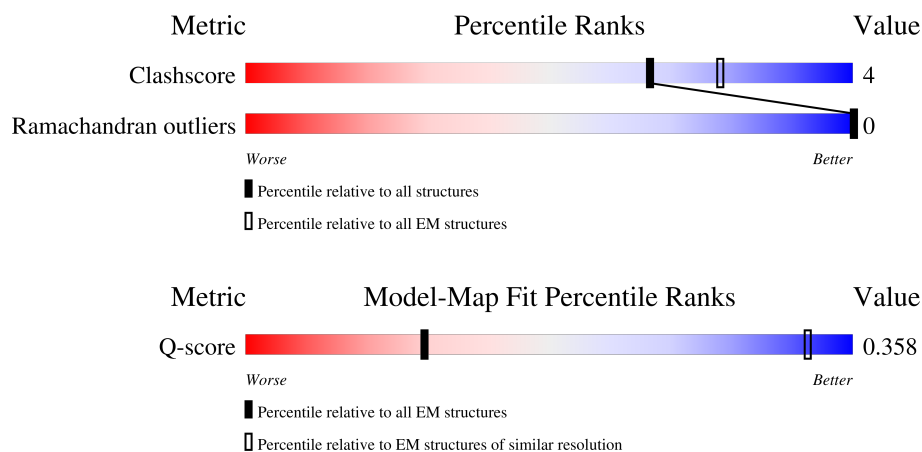 Metric Percentile Ranks Value
Clashscore 4
Ramachandran outliers 0
Worse Better
Percentile relative to all structures
Percentile relative to all EM structures
Metric Model-Map Fit Percentile Ranks Value
Q-score 0.358
Worse Better
Percentile relative to all EM structures
Percentile relative to EM structures of similar resolution